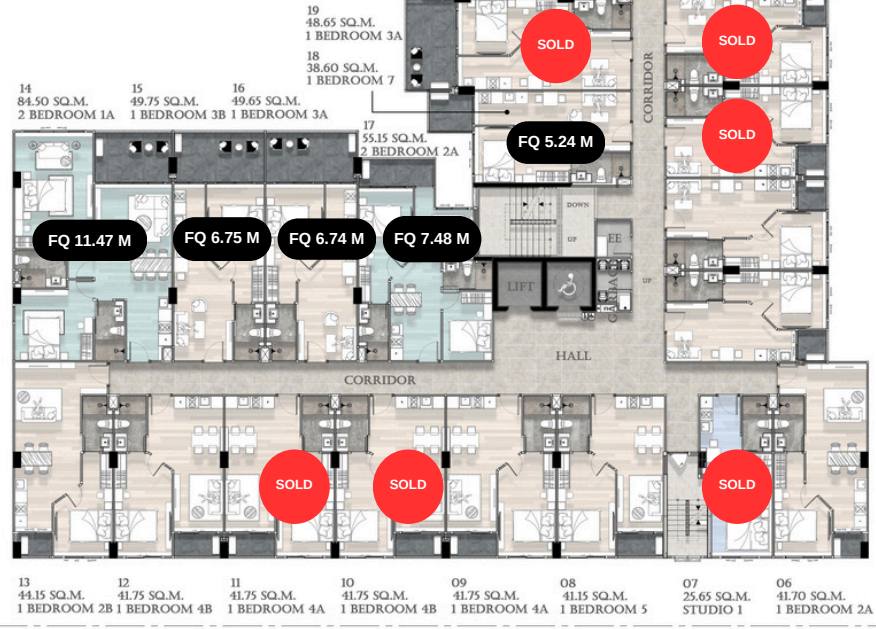 19
48.65 SQ.M.
1 BEDROOM 3A
18
38.60 SQ.M.
1 BEDROOM 7
SOLD
SOLD
CORRIDOR
14
84.50 SQ.M.
2 BEDROOM 1A
15
49.75 SQ.M.
1 BEDROOM 3B
16
49.65 SQ.M.
1 BEDROOM 3A
17
55.15 SQ.M.
2 BEDROOM 2A
FQ 5.24 M
SOLD
DOWN
UP
EE
FQ 11.47 M
FQ 6.75 M
FQ 6.74 M
FQ 7.48 M
LIFT
UP
HALL
CORRIDOR
SOLD
SOLD
SOLD
13
44.15 SQ.M.
1 BEDROOM 2B
12
41.75 SQ.M.
1 BEDROOM 4B
11
41.75 SQ.M.
1 BEDROOM 4A
10
41.75 SQ.M.
1 BEDROOM 4B
09
41.75 SQ.M.
1 BEDROOM 4A
08
41.15 SQ.M.
1 BEDROOM 5
07
25.65 SQ.M.
STUDIO 1
06
41.70 SQ.M.
1 BEDROOM 2A